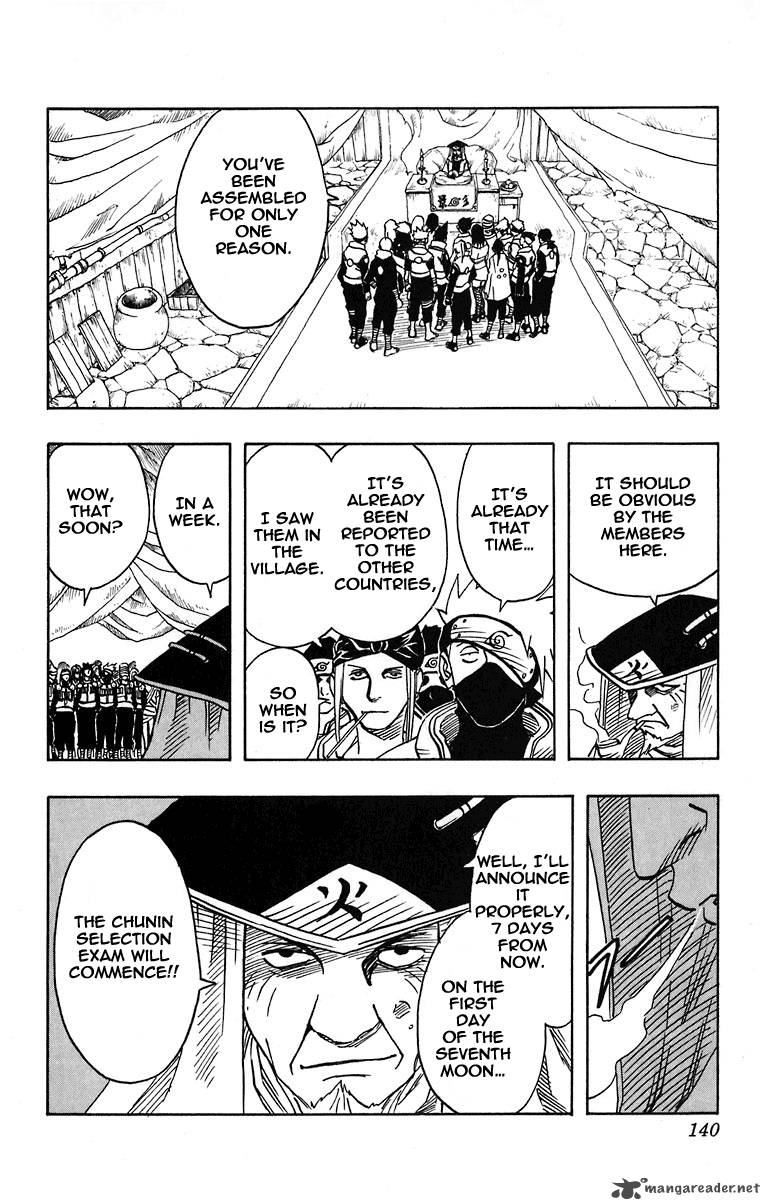 YOU'VE
BEEN
ASSEMBLED
FOR ONLY
ONE
REASON.
IT SHOULD
BE OBVIOUS
BY THE
MEMBERS
HERE.
IT'S
ALREADY
THAT
TIME...
IT'S
ALREADY
BEEN
REPORTED
TO THE
OTHER
COUNTRIES,
I SAW
THEM IN
THE
VILLAGE.
SO
WHEN
IS IT?
IN A
WEEK.
WOW,
THAT
SOON?
WELL, I'LL
ANNOUNCE
IT
PROPERLY,
7 DAYS
FROM
NOW.
ON THE
FIRST
DAY
OF THE
SEVENTH
MOON...
火
THE CHUNIN
SELECTION
EXAM WILL
COMMENCE!!
140
mangareader.net